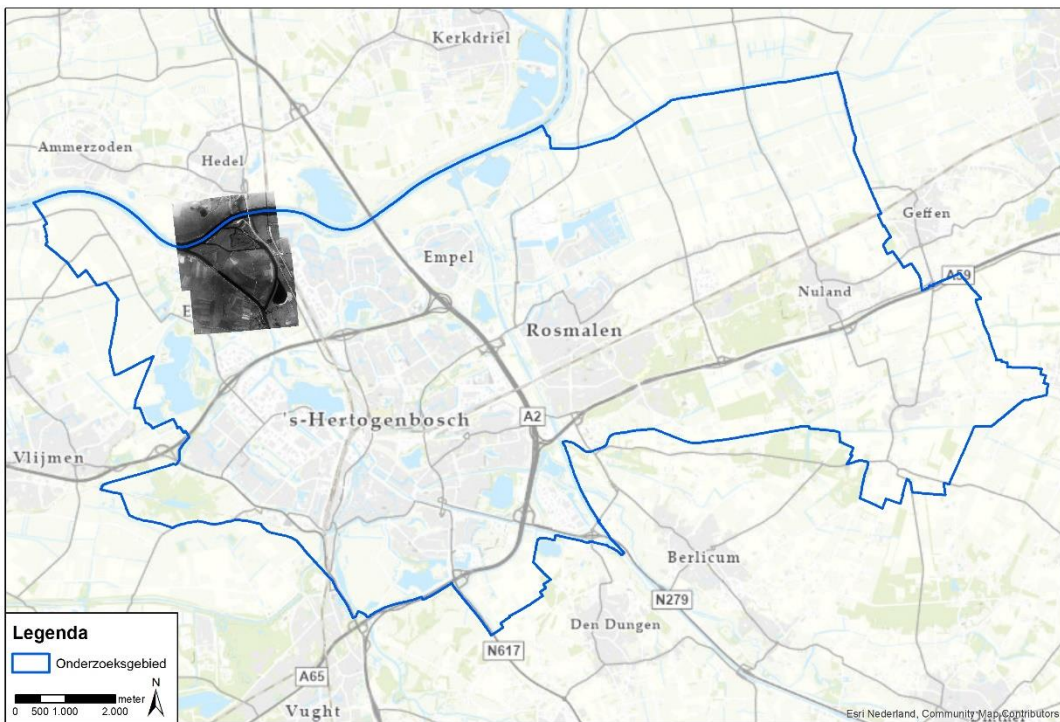 Kerkdriel
Ammerzoden
Hedel
Geffen
Empel
A59
Nuland
Rosmalen
's-Hertogenbosch
A2
Vlijmen
Berlicum
N279
Den Dungen
N617
A65
Vught
Legenda
Onderzoeksgebied
N
meter
0 500 1.000 2.000
Esri Nederland, Community Map Contributors